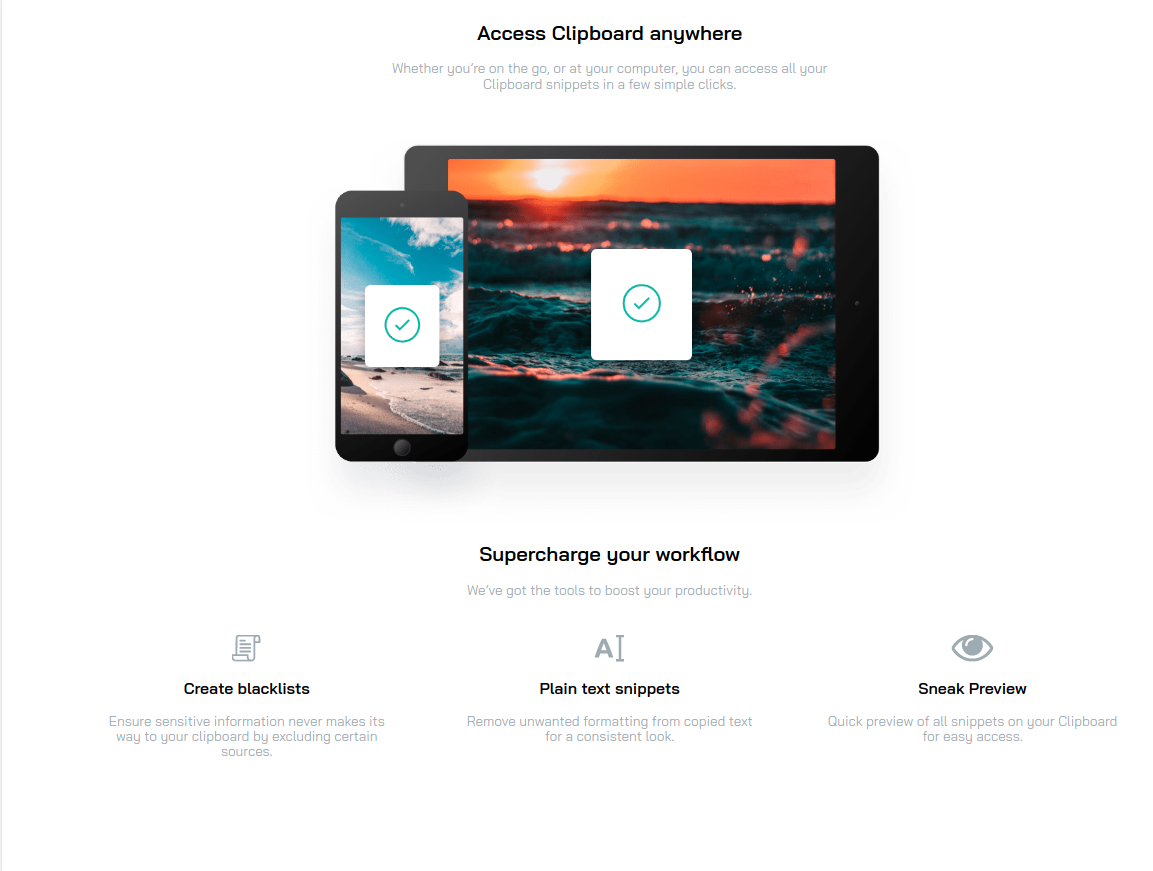 Access Clipboard anywhere
Whether you’re on the go, or at your computer, you can access all your
Clipboard snippets in a few simple clicks.
Supercharge your workflow
We’ve got the tools to boost your productivity.
Create blacklists
Ensure sensitive information never makes its
way to your clipboard by excluding certain
sources.
Plain text snippets
Remove unwanted formatting from copied text
for a consistent look.
Sneak Preview
Quick preview of all snippets on your Clipboard
for easy access.